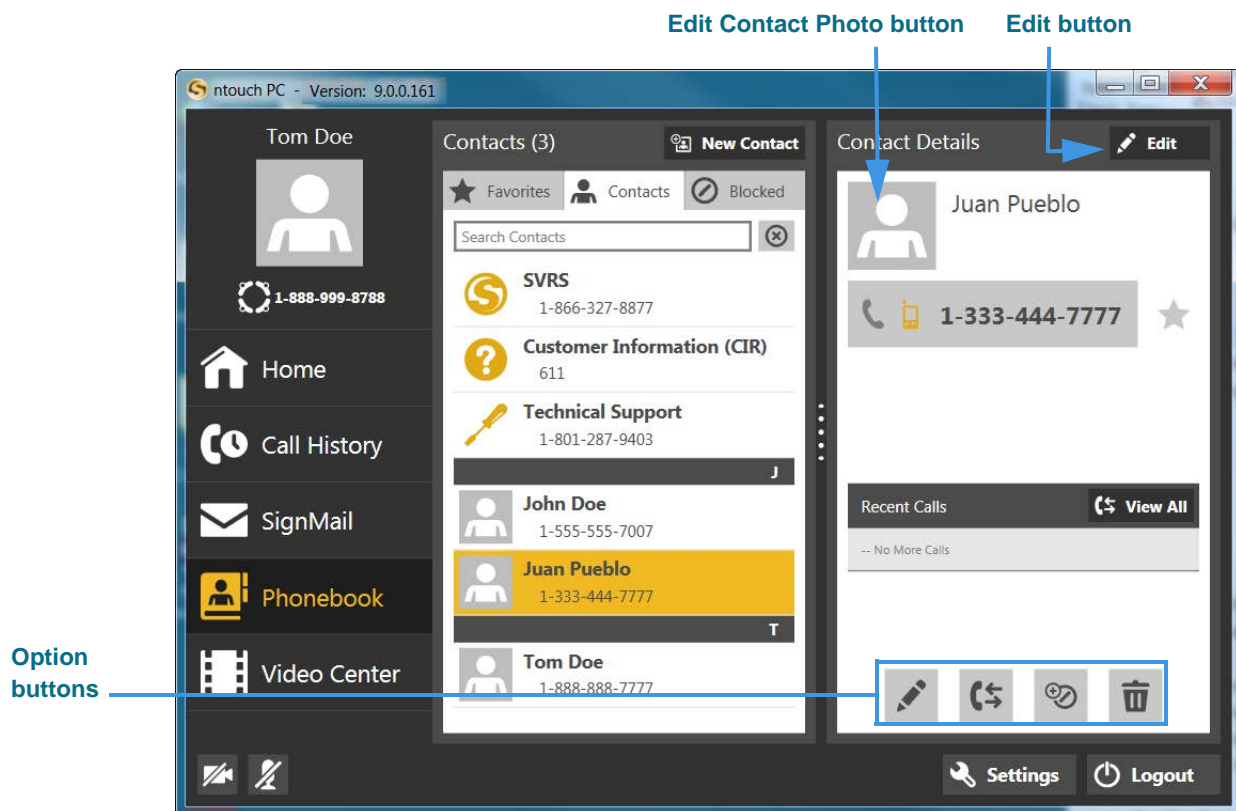 Edit Contact Photo button
Edit button
ntouch PC - Version: 9.0.0.161
Tom Doe
1-888-999-8788
Home
Call History
SignMail
Phonebook
Video Center
Contacts (3)
New Contact
Favorites
Contacts
Blocked
Search Contacts
SVRS
1-866-327-8877
Customer Information (CIR)
611
Technical Support
1-801-287-9403
J
John Doe
1-555-555-7007
Juan Pueblo
1-333-444-7777
T
Tom Doe
1-888-888-7777
Contact Details
Edit
Juan Pueblo
1-333-444-7777
Recent Calls
View All
-- No More Calls
Option
buttons
Settings
Logout